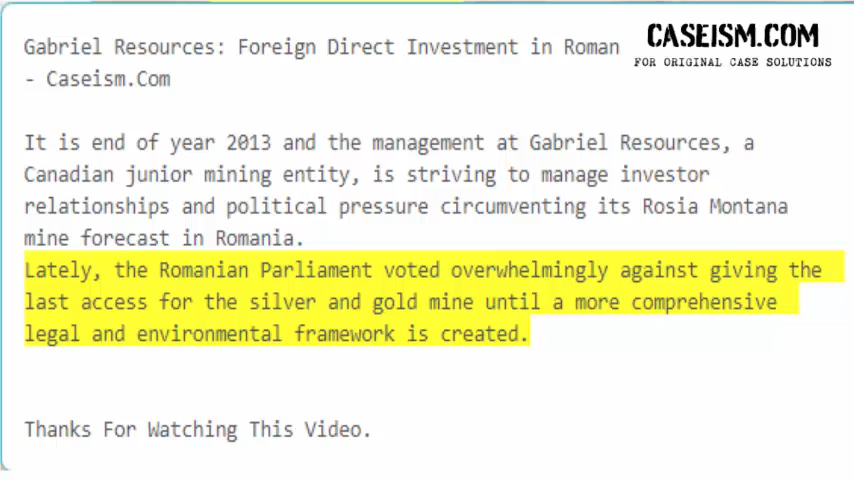 Gabriel Resources: Foreign Direct Investment in Roman
- Caseism.Com
CASEISM.COM
FOR ORIGINAL CASE SOLUTIONS
It is end of year 2013 and the management at Gabriel Resources, a
Canadian junior mining entity, is striving to manage investor
relationships and political pressure circumventing its Rosia Montana
mine forecast in Romania.
Lately, the Romanian Parliament voted overwhelmingly against giving the
last access for the silver and gold mine until a more comprehensive
legal and environmental framework is created.
Thanks For Watching This Video.